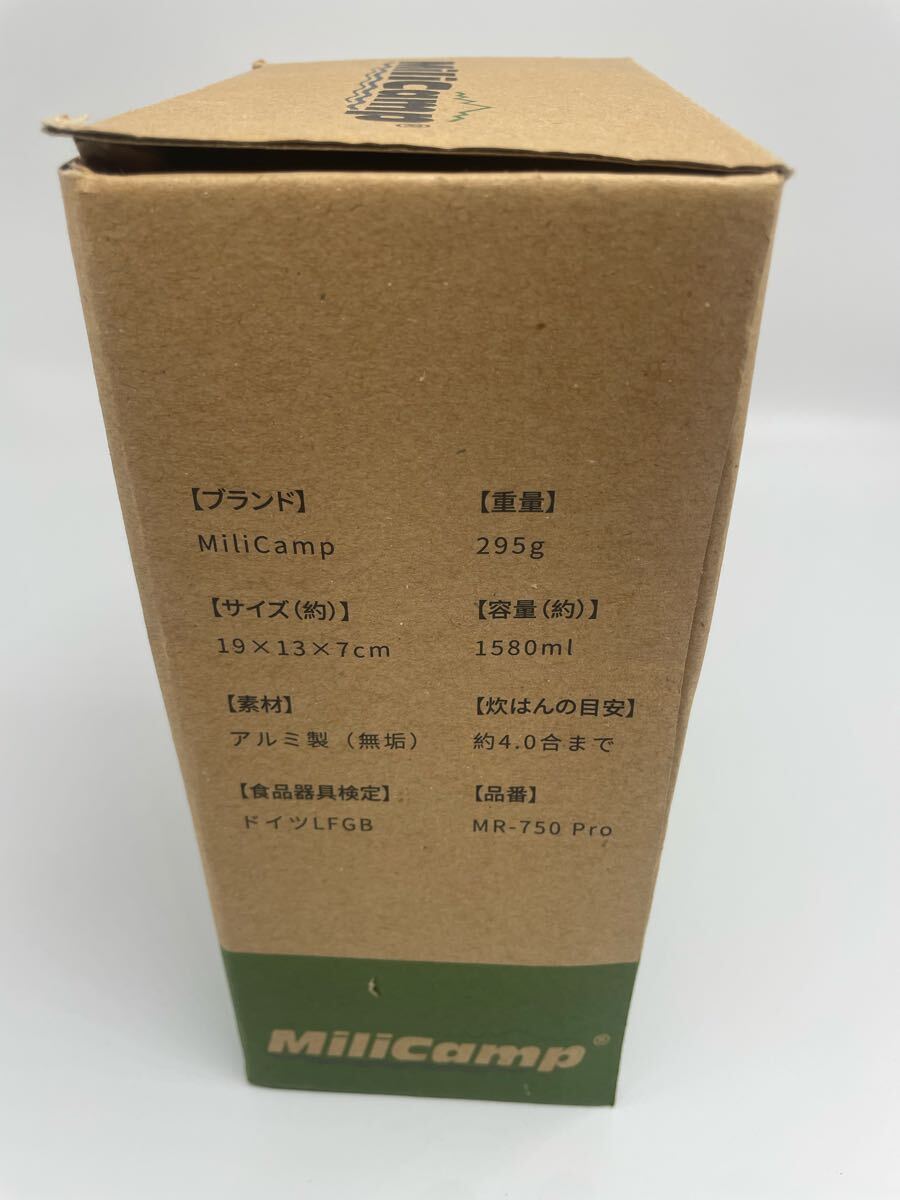 MiliCamp®
【ブランド】
MiliCamp
【重量】
295g
【サイズ(約)】
19×13×7cm
【容量(約)】
1580ml
【素材】
アルミ製（無垢）
【炊はんの目安】
約4.0合まで
【食品器具検定】
ドイツLFGB
【品番】
MR-750 Pro
MiliCamp®